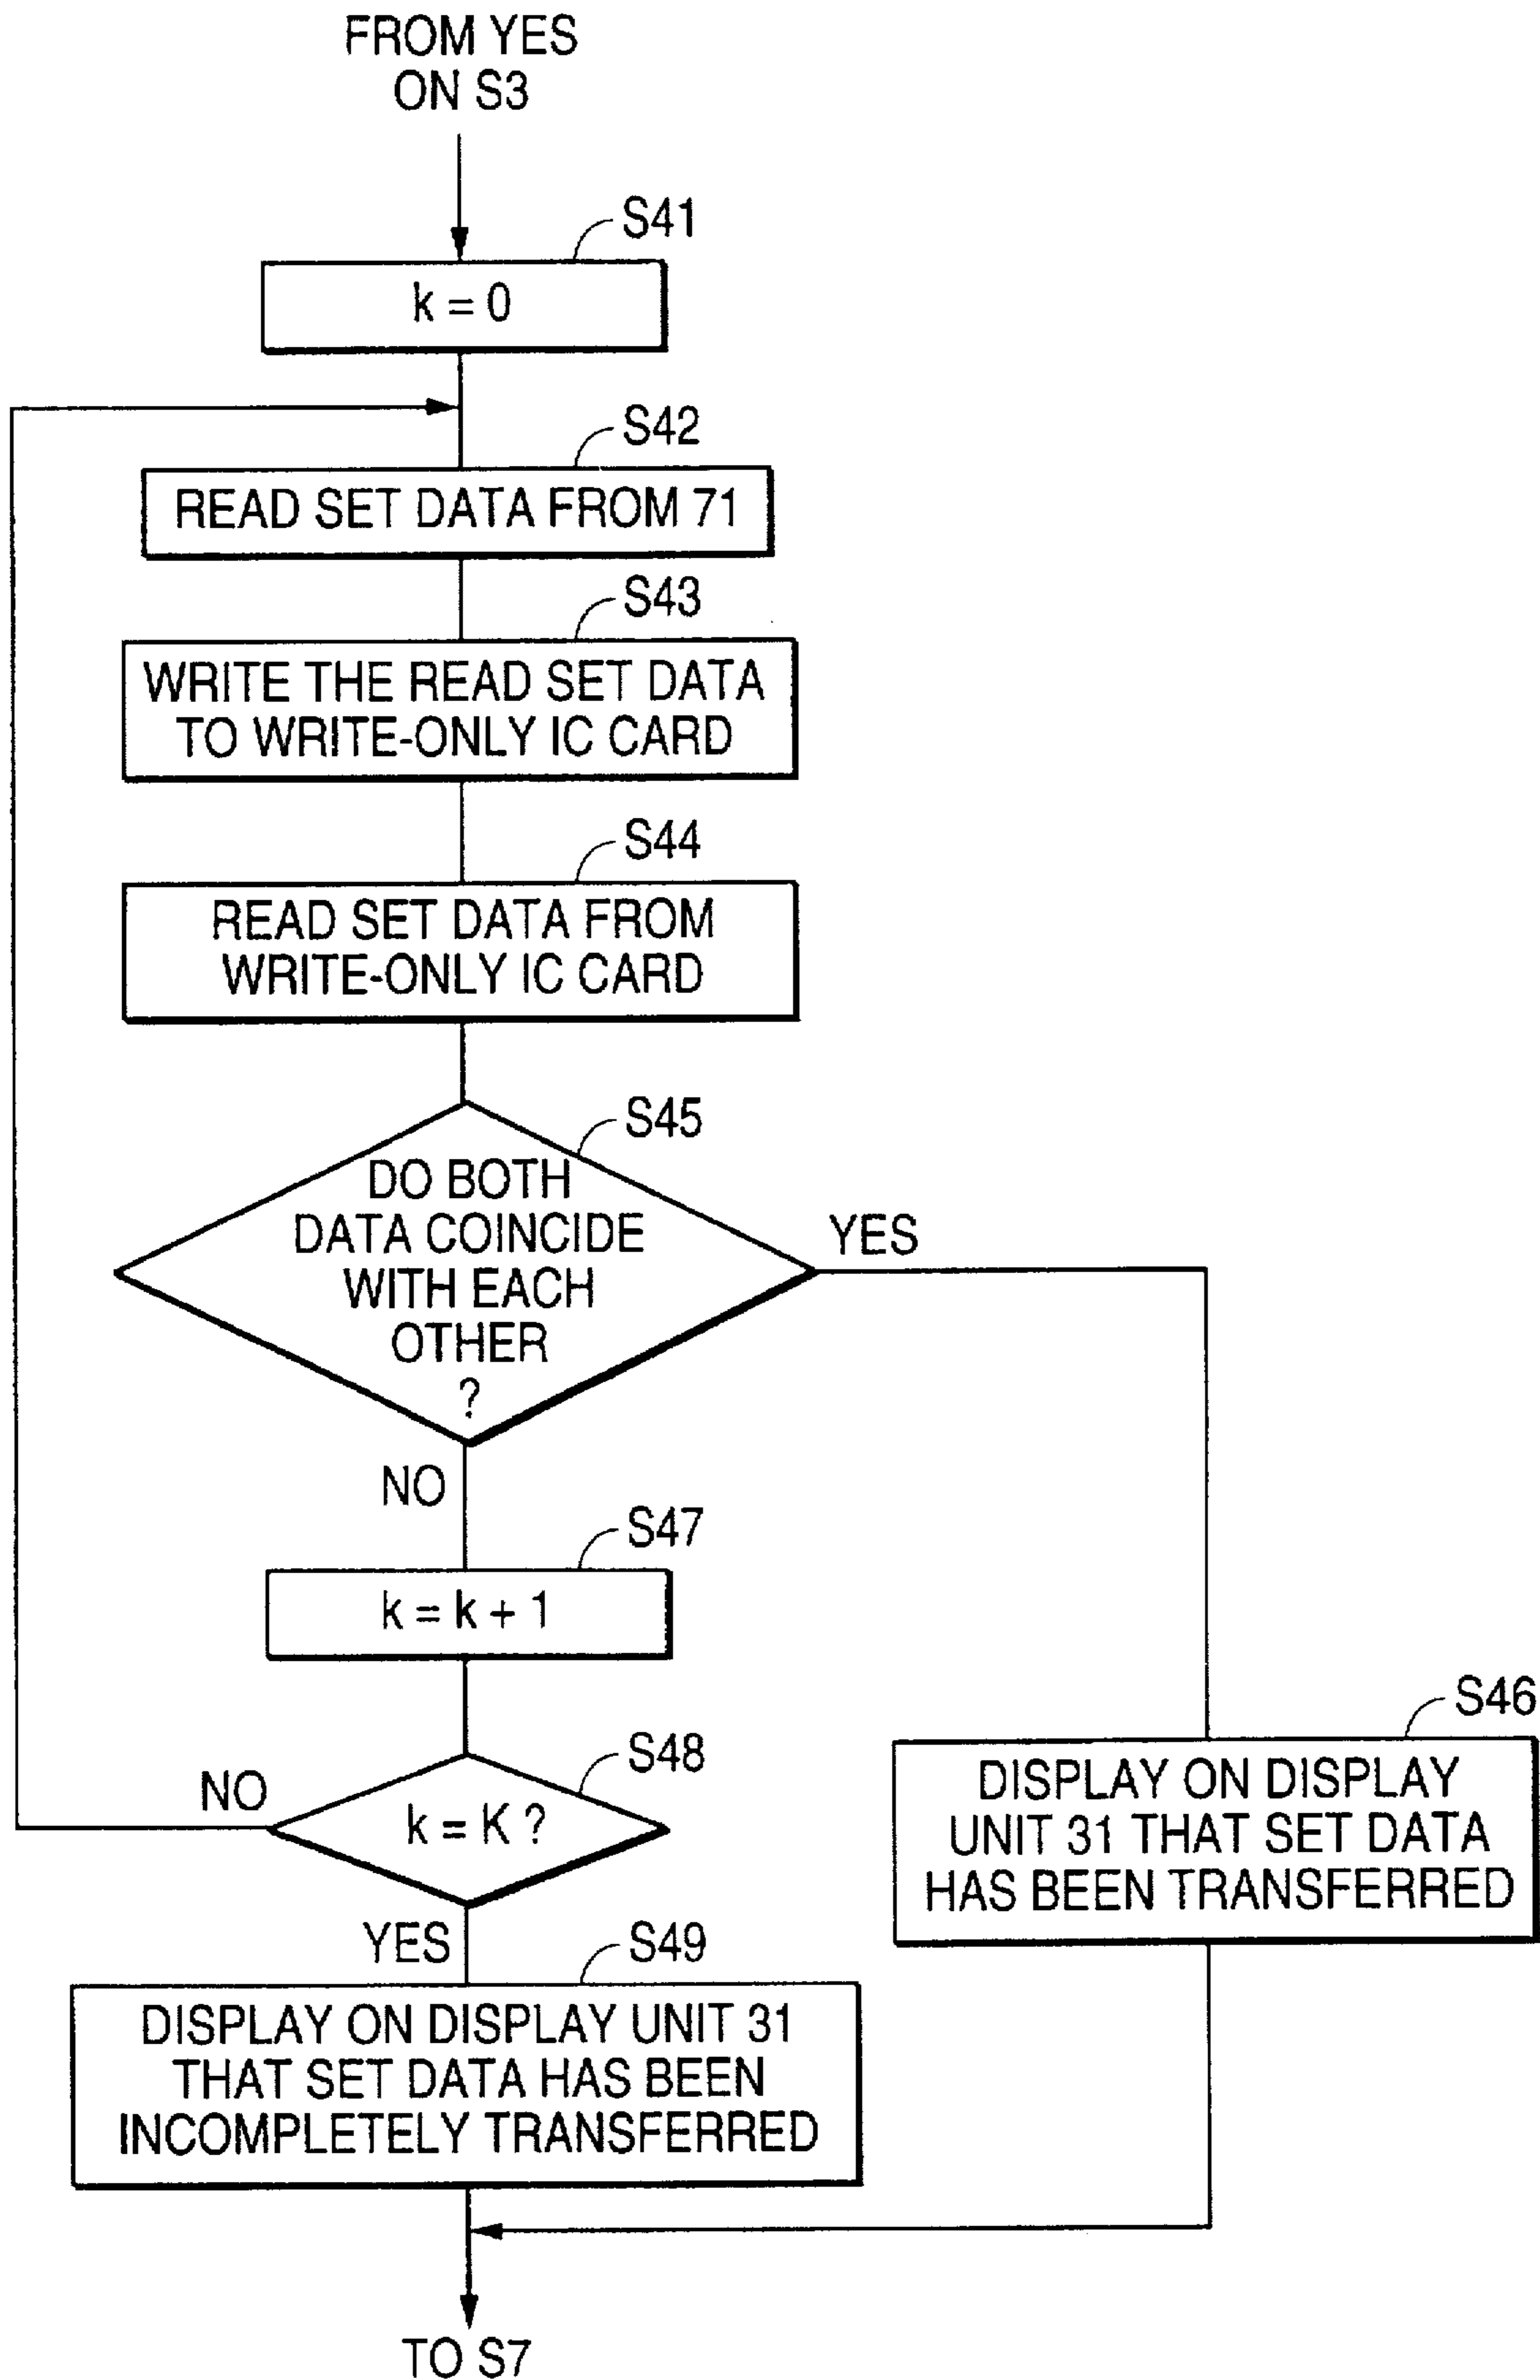 FROM YES
ON S3
S41
k = 0
S42
READ SET DATA FROM 71
S43
WRITE THE READ SET DATA
TO WRITE-ONLY IC CARD
S44
READ SET DATA FROM
WRITE-ONLY IC CARD
S45
DO BOTH
DATA COINCIDE
WITH EACH
OTHER
?
YES
NO
S47
k = k + 1
S46
DISPLAY ON DISPLAY
UNIT 31 THAT SET DATA
HAS BEEN TRANSFERRED
S48
NO
k = K ?
YES
S49
DISPLAY ON DISPLAY UNIT 31
THAT SET DATA HAS BEEN
INCOMPLETELY TRANSFERRED
TO S7